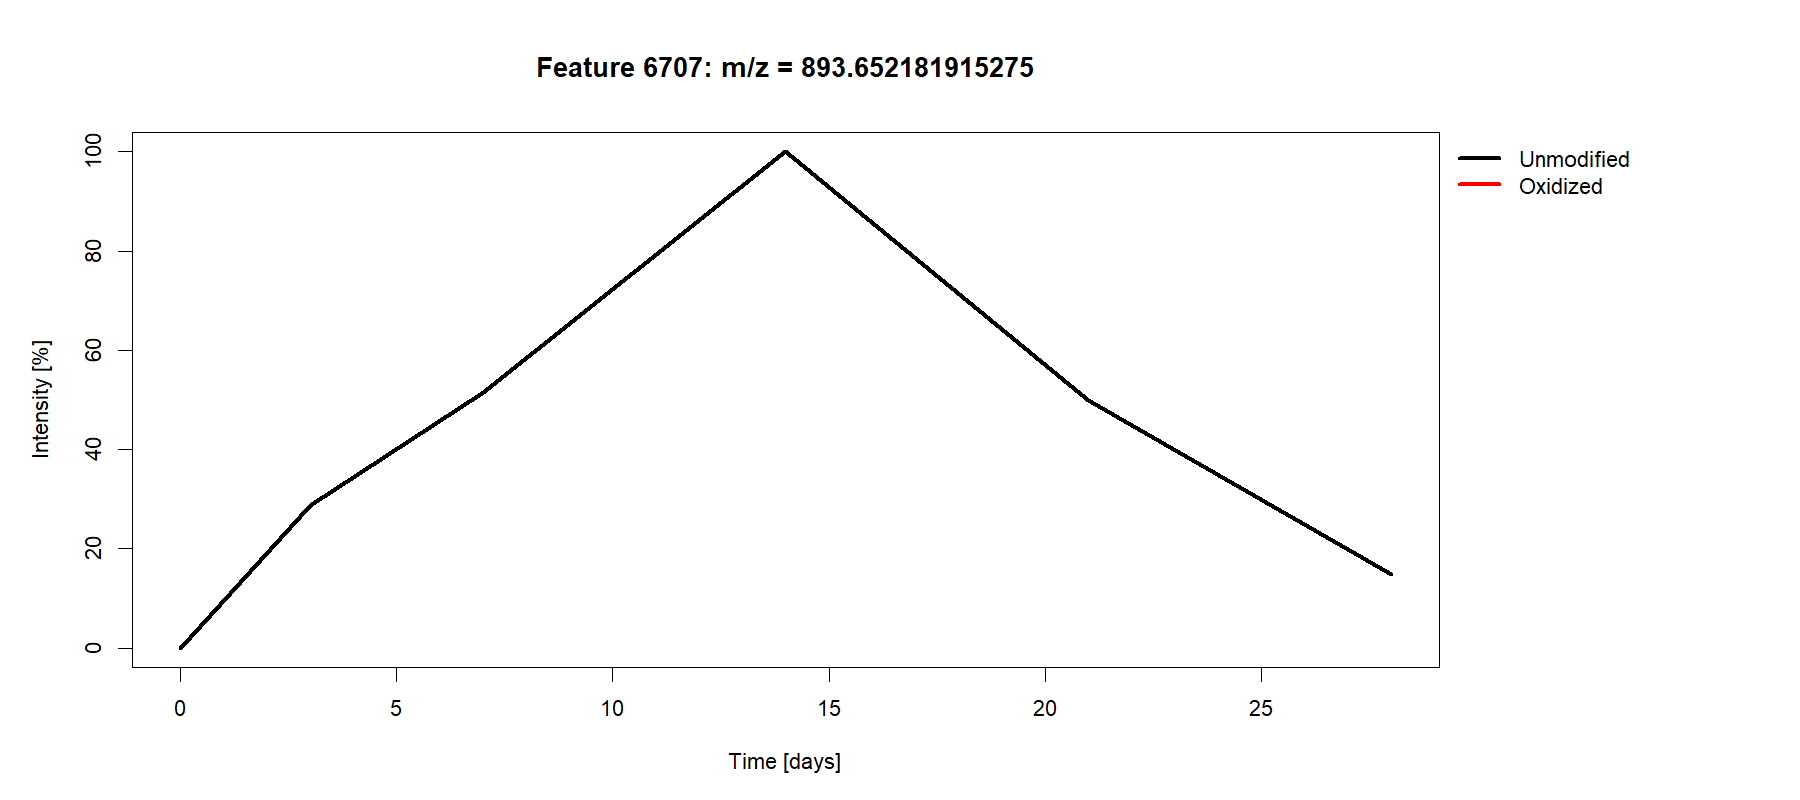 Feature 6707: m/z = 893.652181915275
Unmodified
Oxidized
Intensity [%]
100
80
60
40
20
0
0 5 10 15 20 25
Time [days]